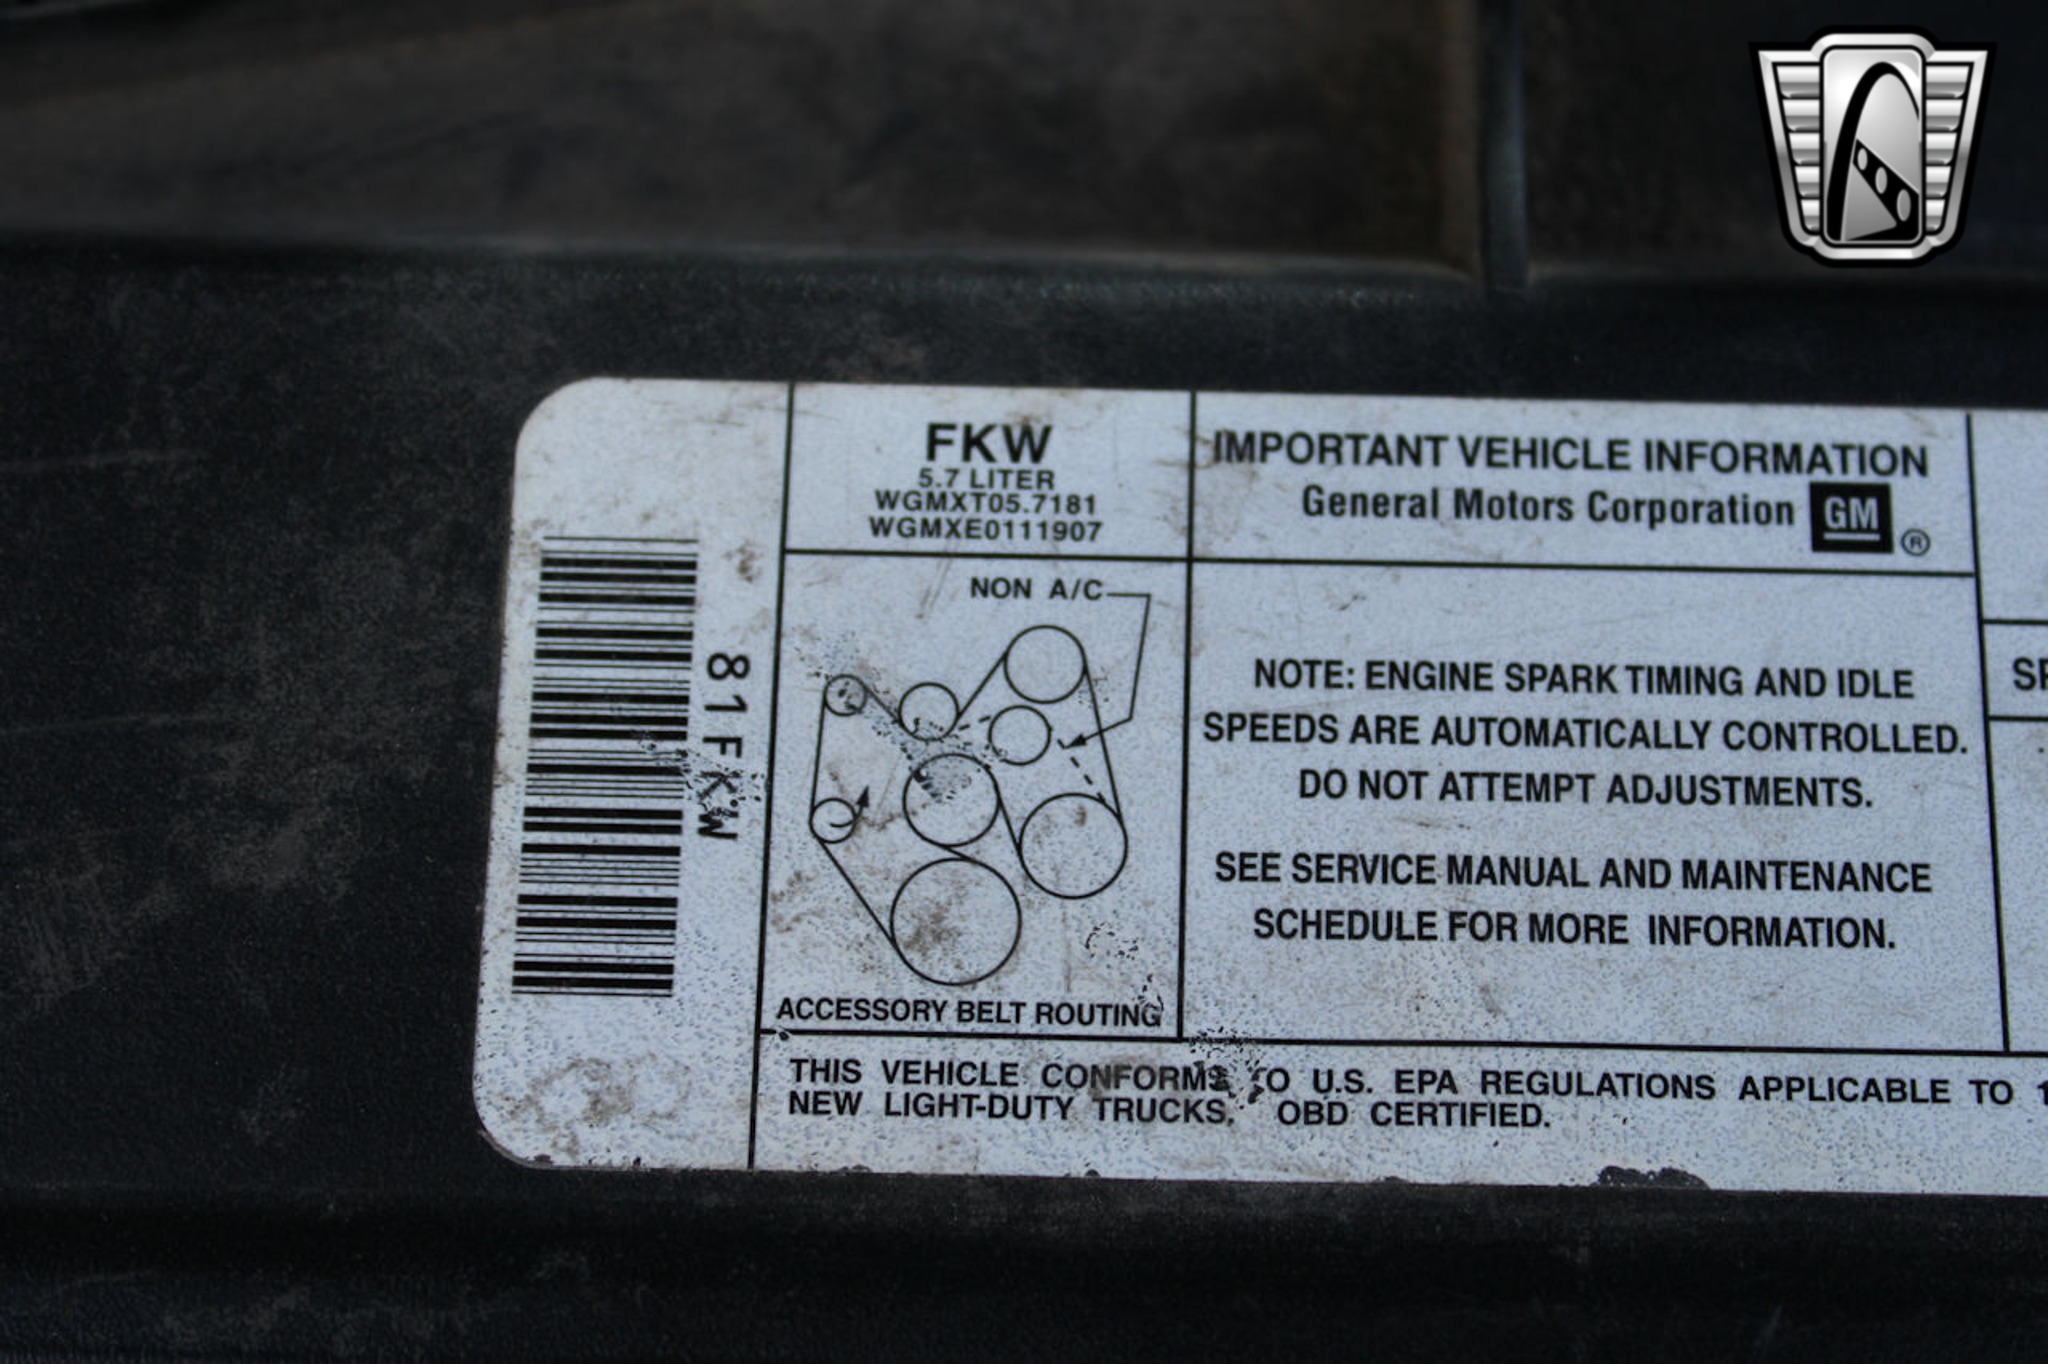 FKW
5.7 LITER
WGMXT05.7181
WGMXE0111907
IMPORTANT VEHICLE INFORMATION
General Motors Corporation GM ®
81FKW
NON A/C
ACCESSORY BELT ROUTING
NOTE: ENGINE SPARK TIMING AND IDLE
SPEEDS ARE AUTOMATICALLY CONTROLLED.
DO NOT ATTEMPT ADJUSTMENTS.
SEE SERVICE MANUAL AND MAINTENANCE
SCHEDULE FOR MORE INFORMATION.
THIS VEHICLE CONFORMS TO U.S. EPA REGULATIONS APPLICABLE TO 1
NEW LIGHT-DUTY TRUCKS. OBD CERTIFIED.